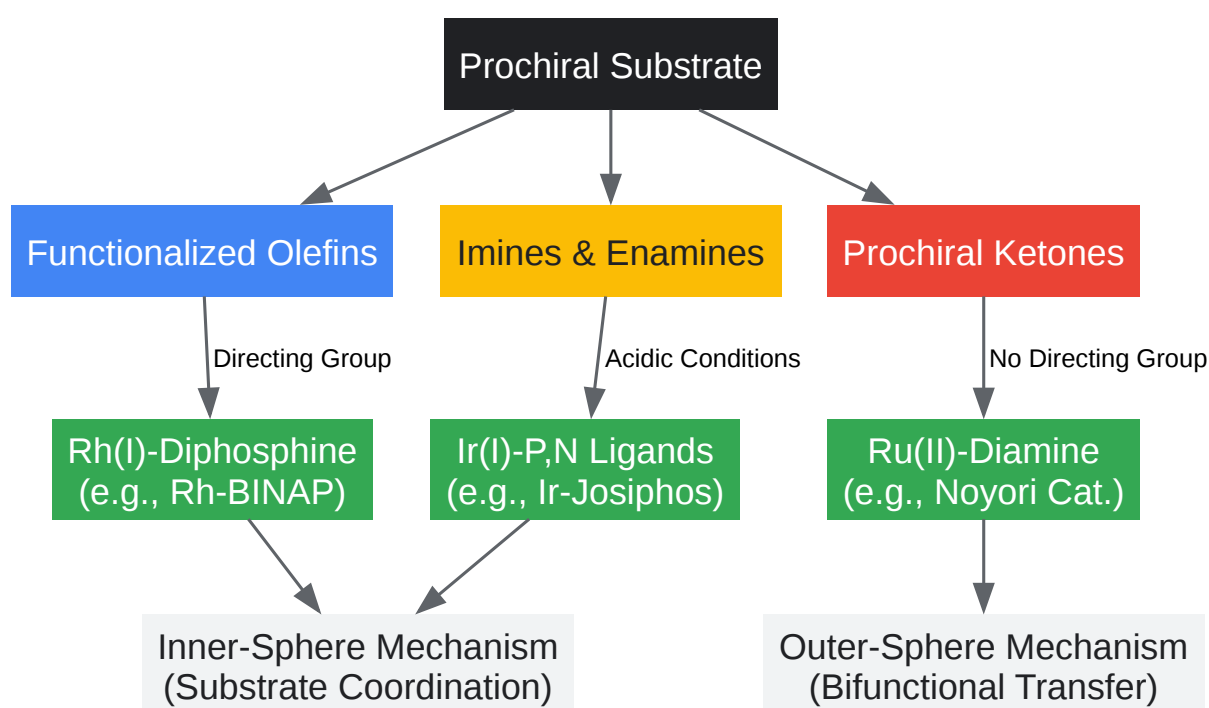 Prochiral Substrate
Functionalized Olefins
Imines & Enamines
Prochiral Ketones
Directing Group
Acidic Conditions
No Directing Group
Rh(I)-Diphosphine
(e.g., Rh-BINAP)
Ir(I)-P,N Ligands
(e.g., Ir-Josiphos)
Ru(II)-Diamine
(e.g., Noyori Cat.)
Inner-Sphere Mechanism
(Substrate Coordination)
Outer-Sphere Mechanism
(Bifunctional Transfer)